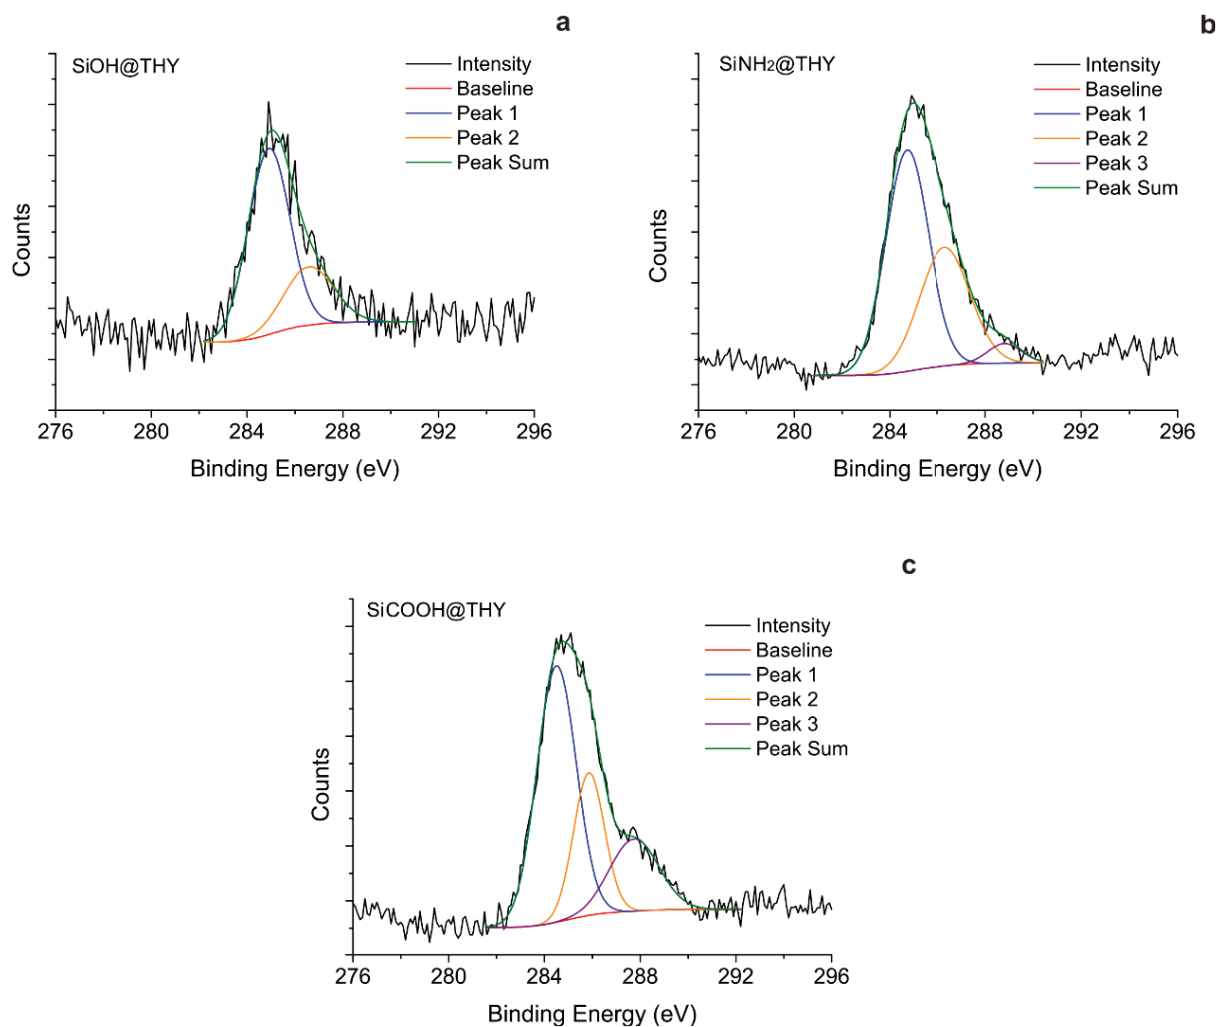 a
SiOH@THY
Intensity
Baseline
Peak 1
Peak 2
Peak Sum
Counts
276 280 284 288 292 296
Binding Energy (eV)
b
SiNH₂@THY
Intensity
Baseline
Peak 1
Peak 2
Peak 3
Peak Sum
Counts
276 280 284 288 292 296
Binding Energy (eV)
c
SiCOOH@THY
Intensity
Baseline
Peak 1
Peak 2
Peak 3
Peak Sum
Counts
276 280 284 288 292 296
Binding Energy (eV)